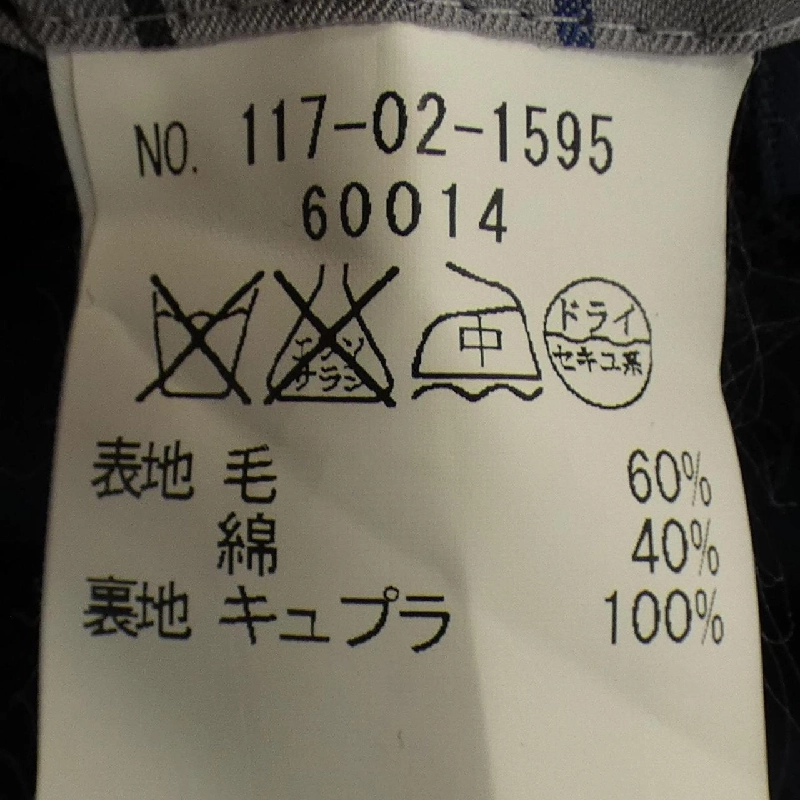 NO. 117-02-1595
60014
エンソ サラシ 中 ドライ セキユ系
表地 毛 60%
綿 40%
裏地 キュプラ 100%